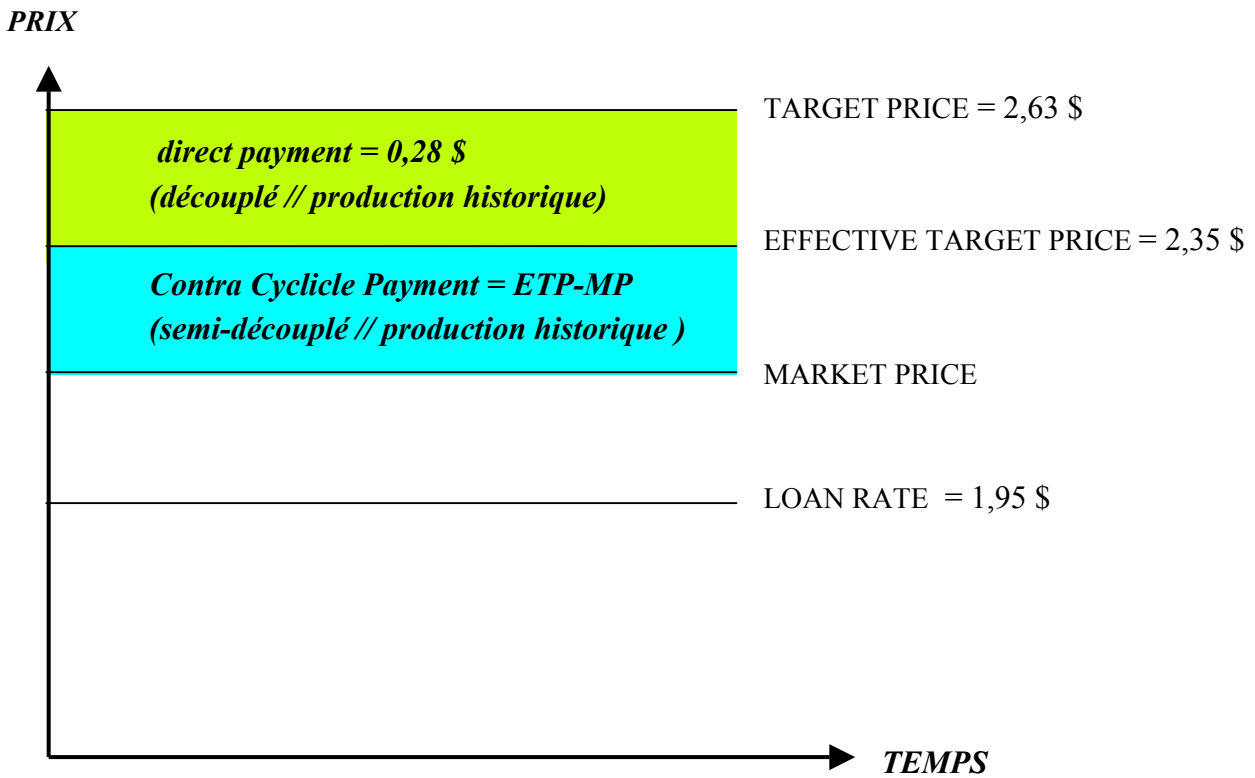 PRIX
TARGET PRICE = 2,63 $
direct payment = 0,28 $
(découplé // production historique)
EFFECTIVE TARGET PRICE = 2,35 $
Contra Cyclicle Payment = ETP-MP
(semi-découplé // production historique )
MARKET PRICE
LOAN RATE = 1,95 $
TEMPS